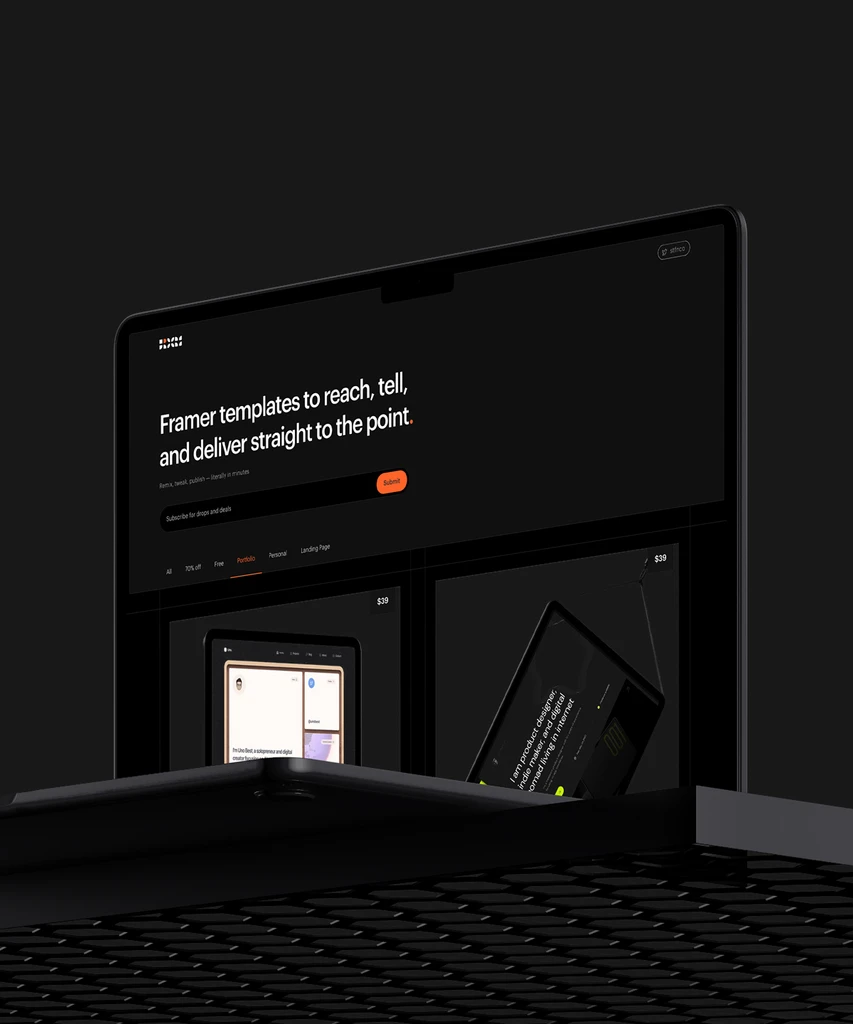 Framer templates to reach, tell,
and deliver straight to the point.
Remix, tweak, publish — literally in minutes
Subscribe for drops and deals
Submit
All
70% off
Free
Portfolio
Personal
Landing Page
$39
$39
I'm Uno Best, a solopreneur and digital
I am product designer,
indie maker, and digital
nomad living in internet